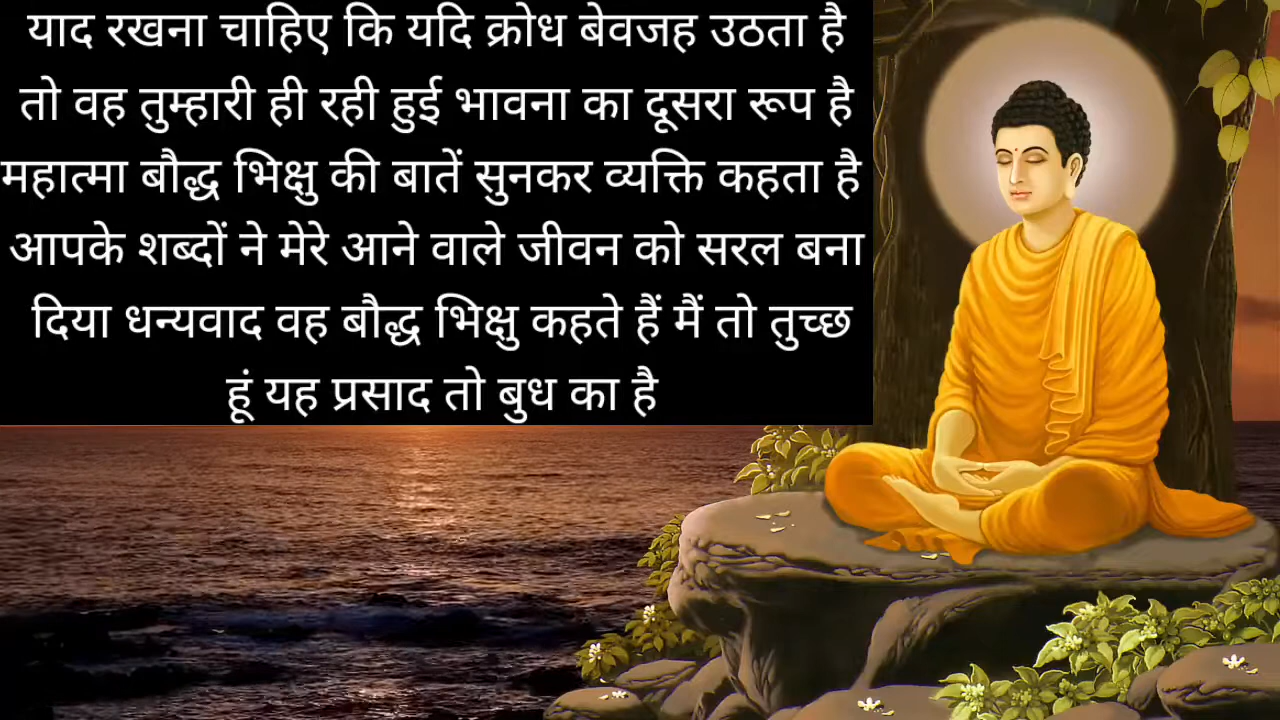 याद रखना चाहिए कि यदि क्रोध बेवजह उठता है
तो वह तुम्हारी ही रही हुई भावना का दूसरा रूप है
महात्मा बौद्ध भिक्षु की बातें सुनकर व्यक्ति कहता है
आपके शब्दों ने मेरे आने वाले जीवन को सरल बना
दिया धन्यवाद वह बौद्ध भिक्षु कहते हैं मैं तो तुच्छ
हूं यह प्रसाद तो बुध का है